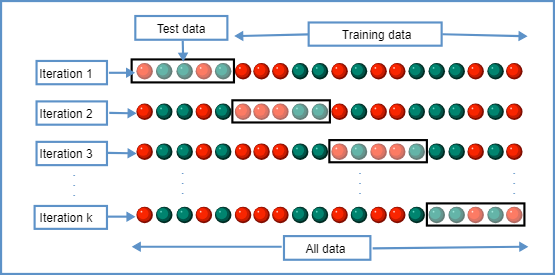 Test data
Training data
Iteration 1
Iteration 2
Iteration 3
Iteration k
All data